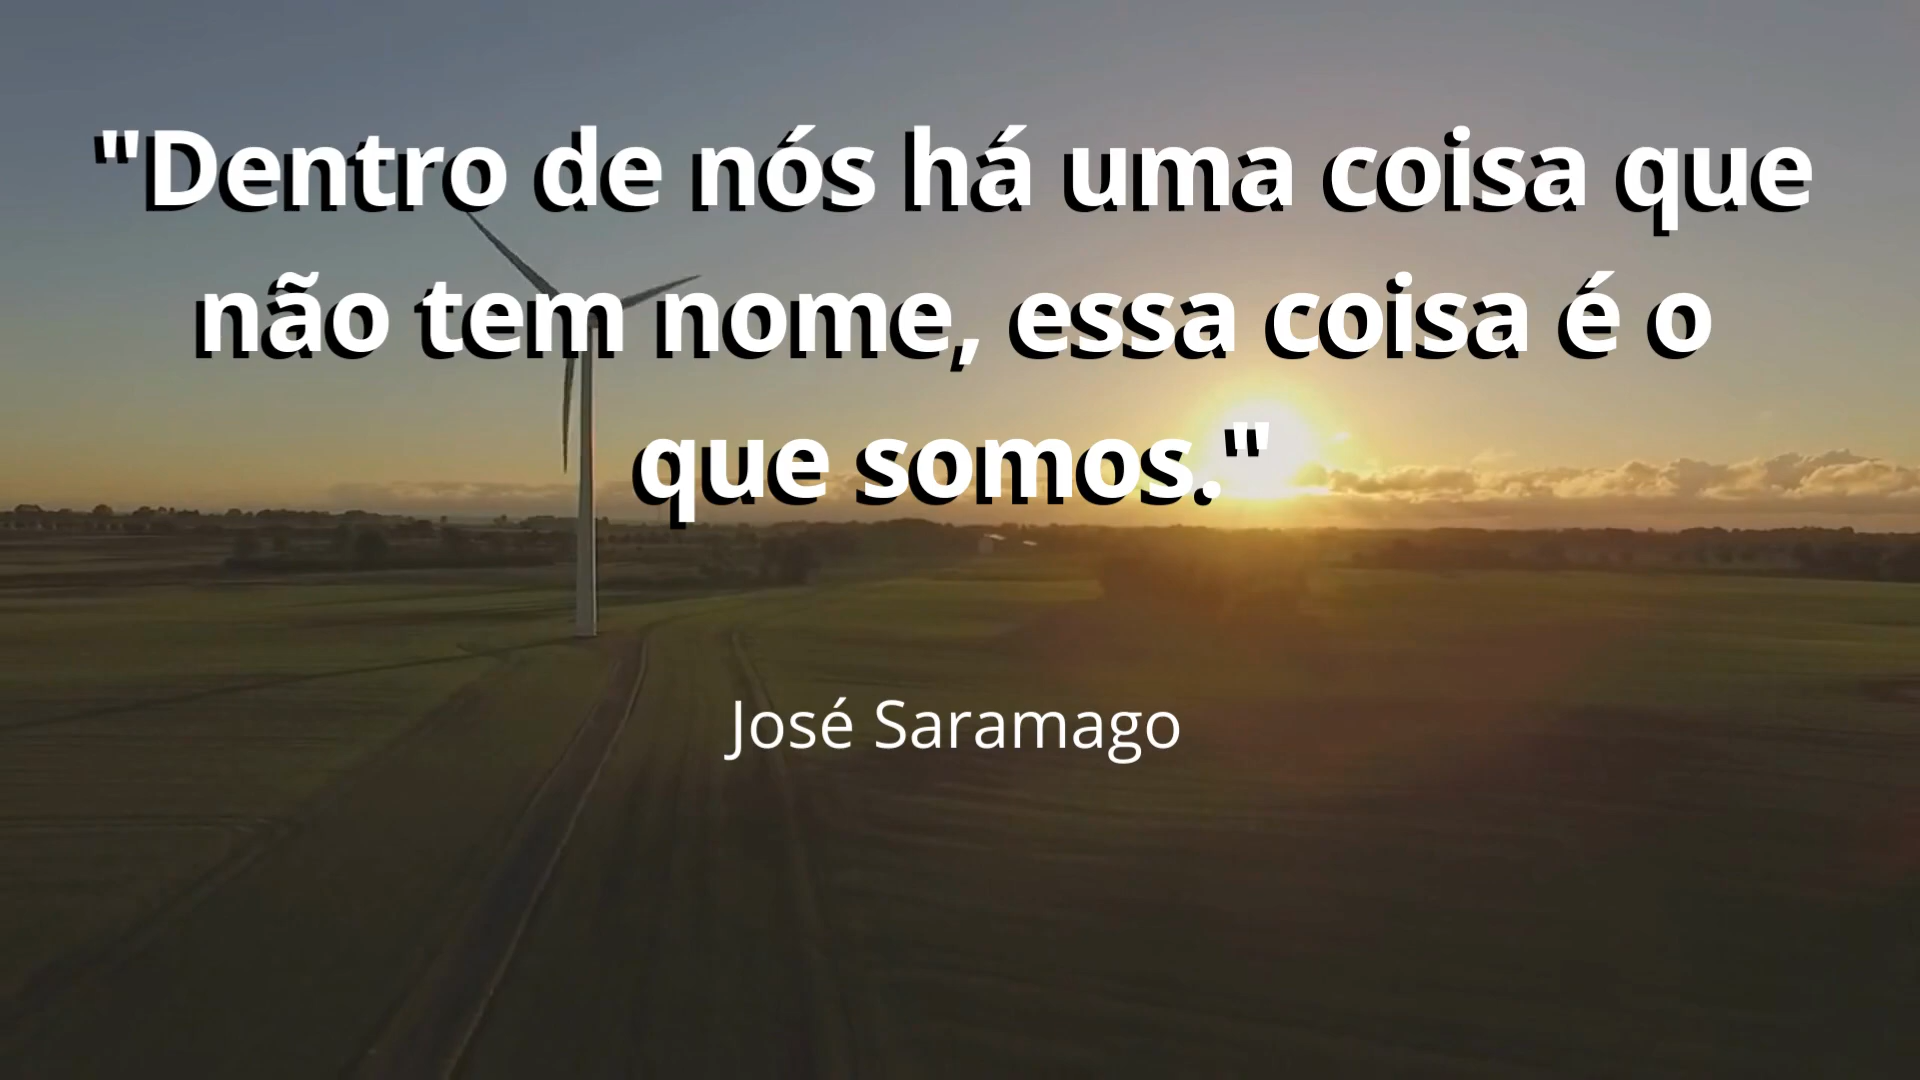 "Dentro de nós há uma coisa que
não tem nome, essa coisa é o
que somos."
José Saramago